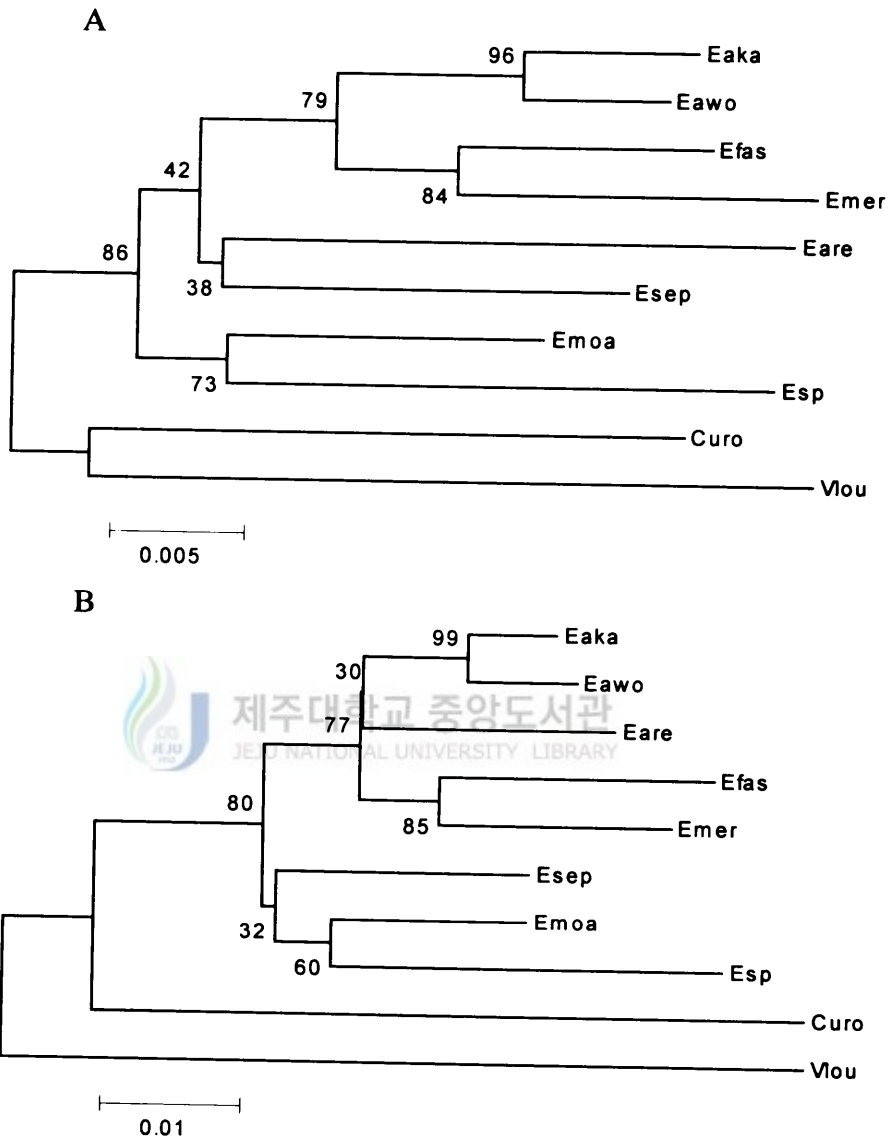 A
96
Eaka
Eawo
79
Efas
84
Emer
42
Eare
86
38
Esep
Emoa
73
Esp
Curo
Vlou
0.005
B
99
Eaka
30
Eawo
77
제주대학교 중앙도서관
JEJU NATIONAL UNIVERSITY LIBRARY
JEJU
1952
Eare
Efas
80
85
Emer
Esep
32
Emoa
60
Esp
Curo
Vlou
0.01